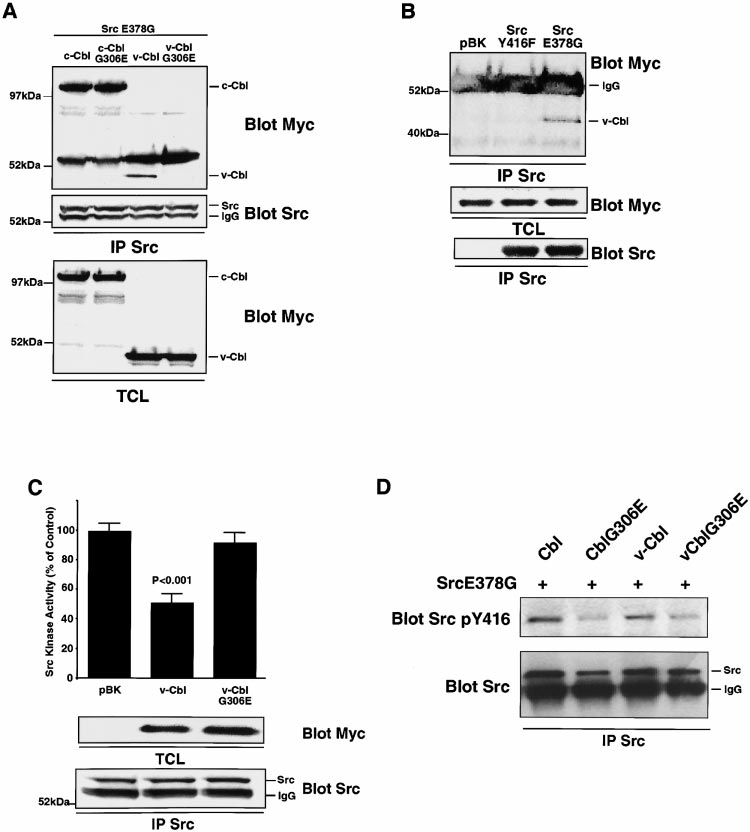 A
Src E378G
c-Cbl
c-Cbl G306E
v-Cbl
v-Cbl G306E
97kDa
c-Cbl
Blot Myc
52kDa
v-Cbl
Src
Blot Src
52kDa
IgG
IP Src
c-Cbl
97kDa
Blot Myc
52kDa
v-Cbl
TCL
B
pBK
Src Y416F
Src E378G
Blot Myc
IgG
52kDa
v-Cbl
40kDa
IP Src
Blot Myc
TCL
Blot Src
IP Src
C
Src Kinase Activity (% of Control)
100
80
60
40
20
0
P<0.001
pBK
v-Cbl
v-Cbl G306E
Blot Myc
TCL
Src
Blot Src
IgG
52kDa
IP Src
D
Cbl
CblG306E
v-Cbl
vCblG306E
SrcE378G + + + +
Blot Src pY416
Src
Blot Src
IgG
IP Src